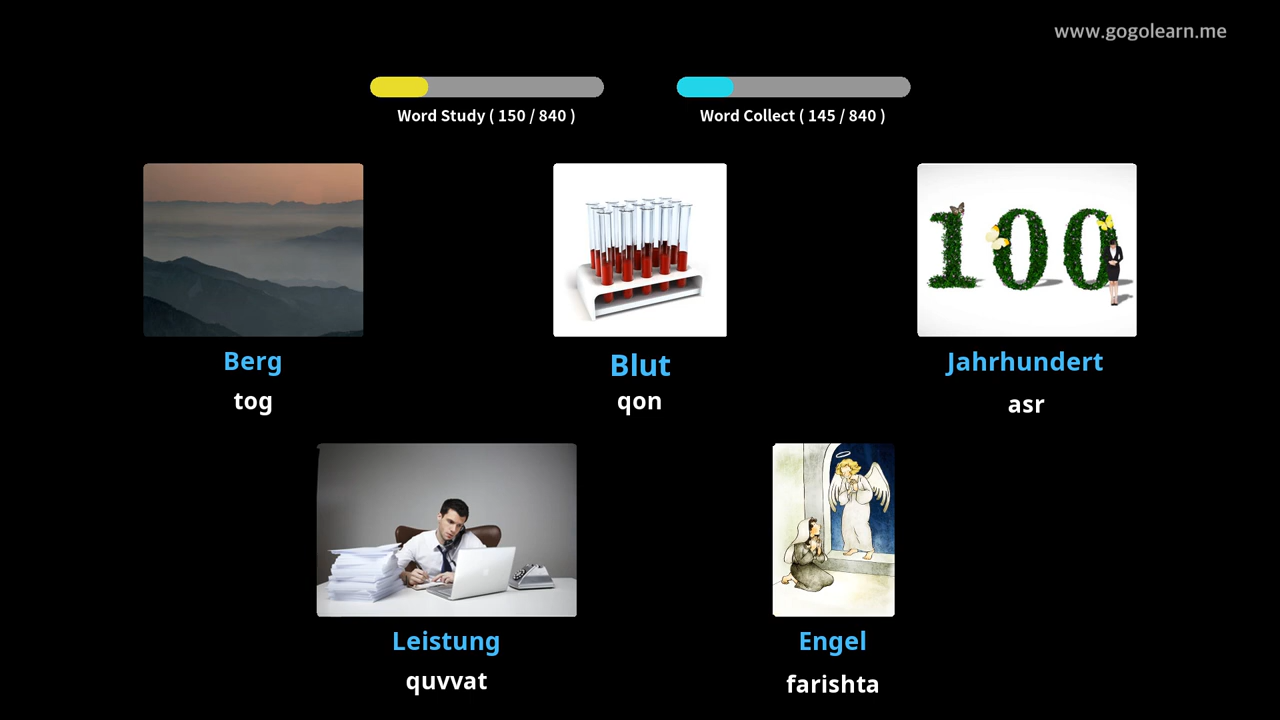 www.gogolearn.me
Word Study ( 150 / 840 )
Word Collect ( 145 / 840 )
Berg
tog
Blut
qon
Jahrhundert
asr
Leistung
quvvat
Engel
farishta